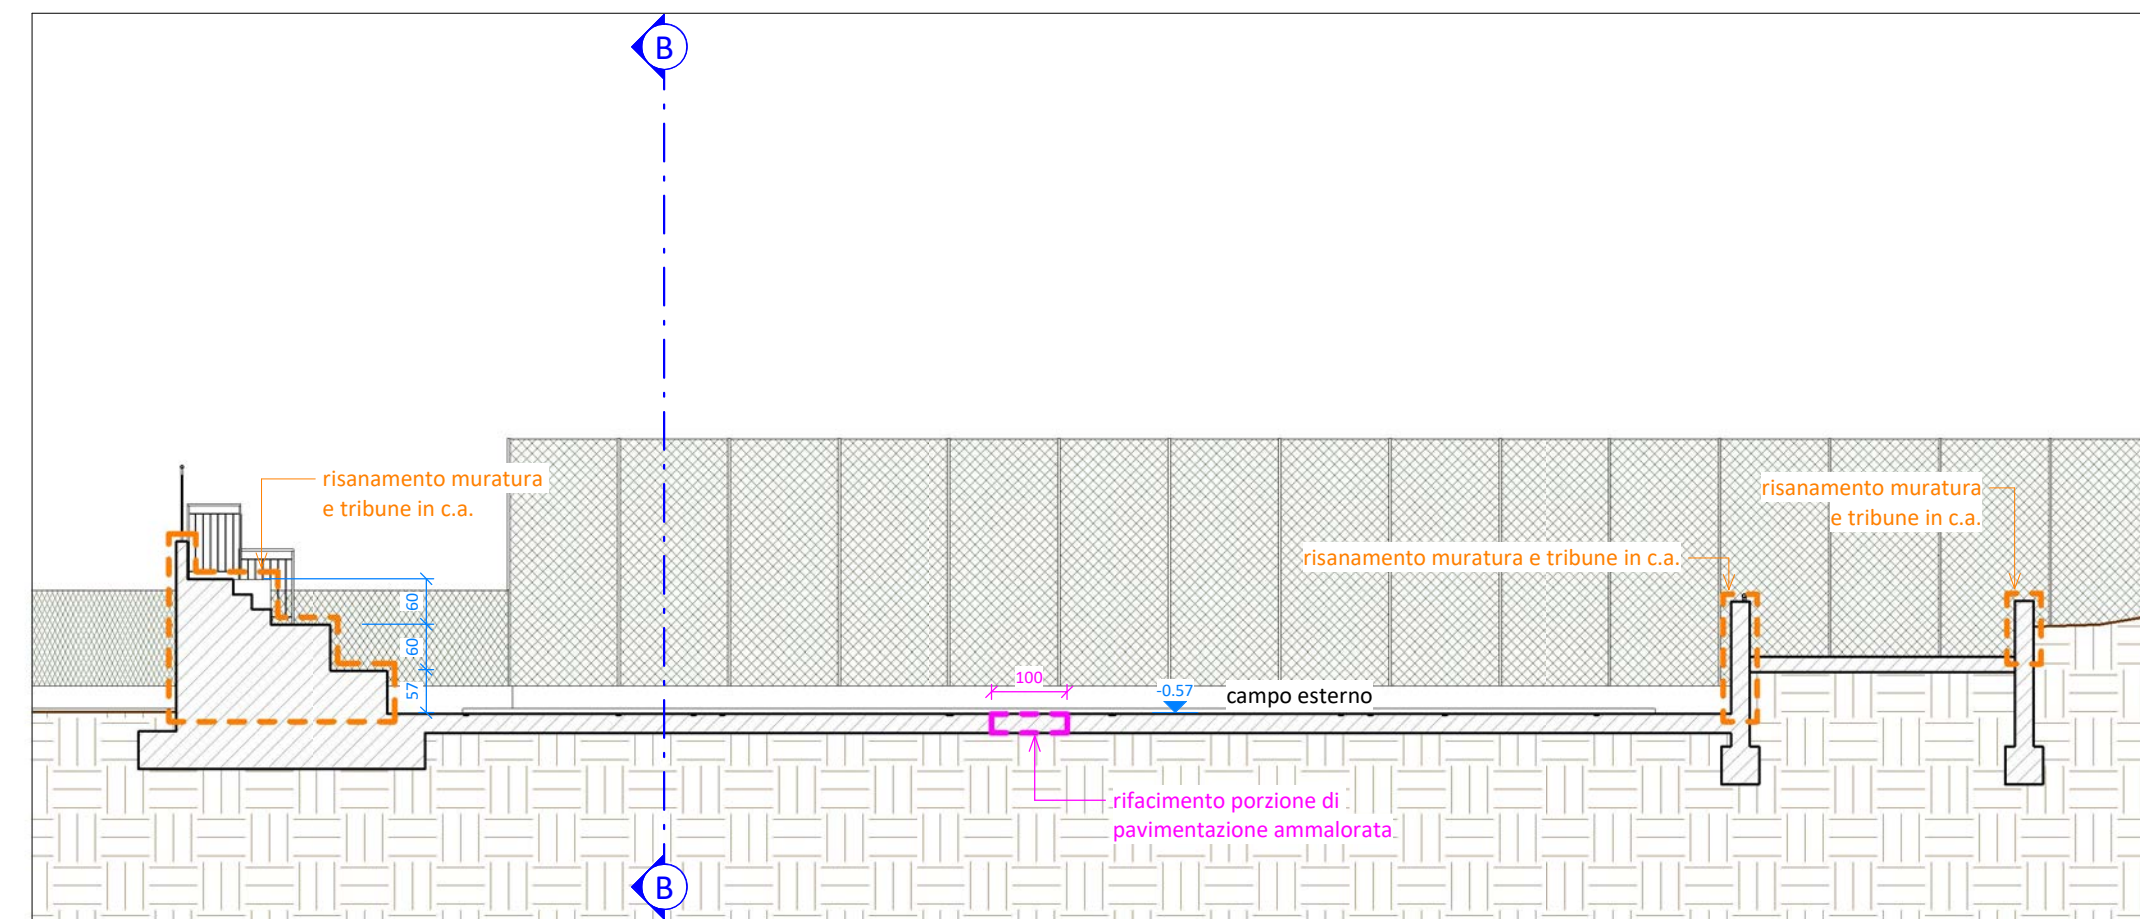 B
risanamento muratura
e tribune in c.a.
risanamento muratura
e tribune in c.a.
risanamento muratura e tribune in c.a.
60
60
57
100
-0.57
campo esterno
rifacimento porzione di
pavimentazione ammalorata
B